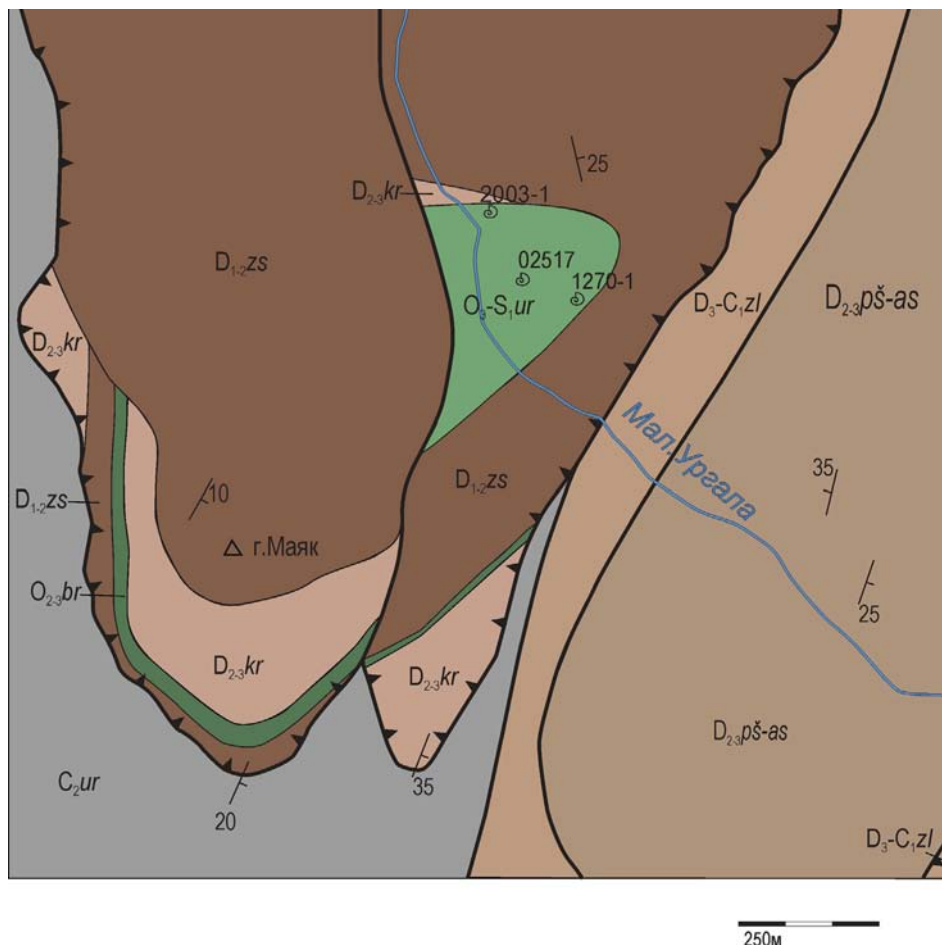 25
D₂₋₃kr
2003-1
D₁₋₂zs
02517
1270-1
D₃-C₁zl
D₂₋₃pš-as
O₃-S₁ur
D₂₋₃kr
Мал.Ургала
35
D₁₋₂zs
D₁₋₂zs
10
г.Маяк
O₂₋₃br
25
D₂₋₃kr
D₂₋₃kr
D₂₋₃pš-as
C₂ur
35
20
D₃-C₁zl
250м